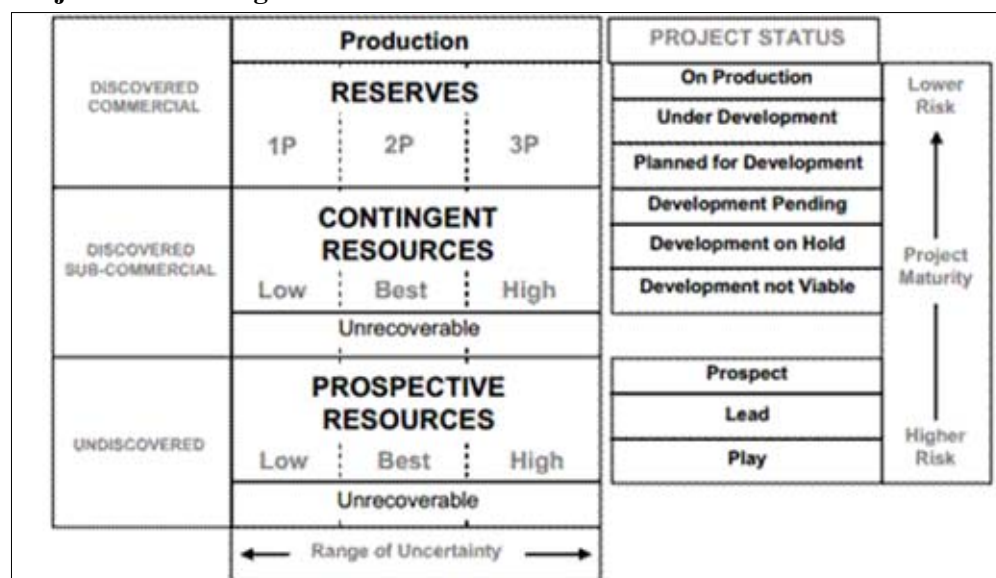 Production
PROJECT STATUS
DISCOVERED
COMMERCIAL
RESERVES
1P
2P
3P
On Production
Under Development
Planned for Development
Lower
Risk
DISCOVERED
SUB-COMMERCIAL
CONTINGENT
RESOURCES
Low
Best
High
Unrecoverable
Development Pending
Development on Hold
Development not Viable
Project
Maturity
UNDISCOVERED
PROSPECTIVE
RESOURCES
Low
Best
High
Unrecoverable
Prospect
Lead
Play
Higher
Risk
Range of Uncertainty